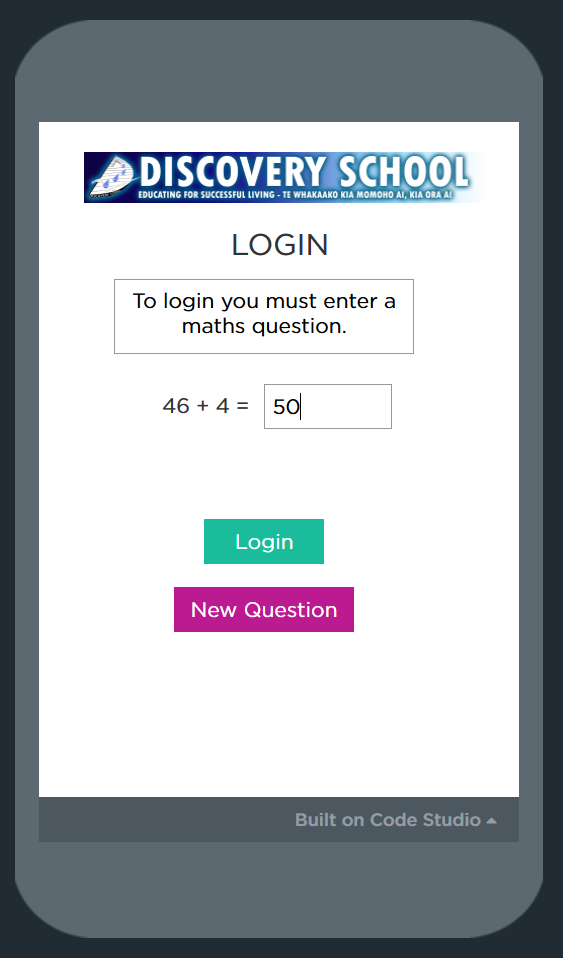 DISCOVERY SCHOOL
EDUCATING FOR SUCCESSFUL LIVING - TE WHAKAAKO KIA MOMOHO AI, KIA ORA AI
LOGIN
To login you must enter a
maths question.
46 + 4 = 50
Login
New Question
Built on Code Studio